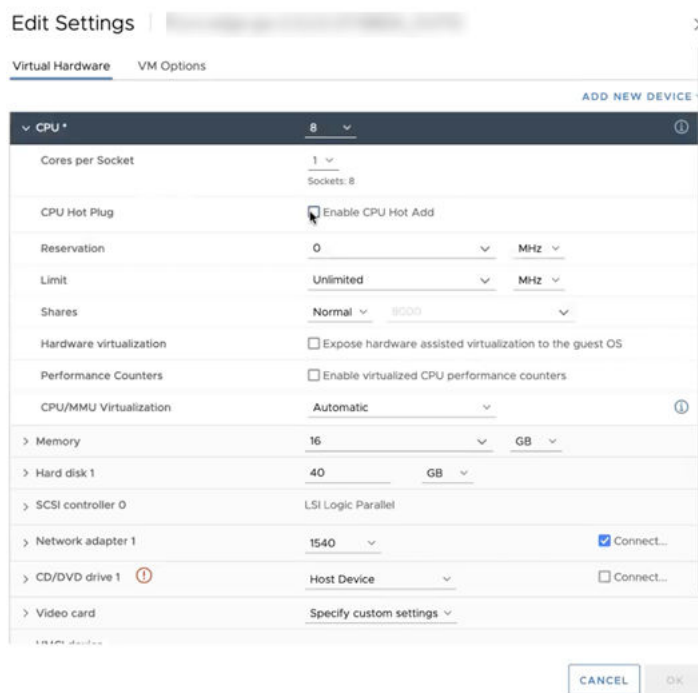 Edit Settings
Virtual Hardware VM Options
ADD NEW DEVICE
CPU * 8
Cores per Socket 1
Sockets: 8
CPU Hot Plug Enable CPU Hot Add
Reservation 0 MHz
Limit Unlimited MHz
Shares Normal 8000
Hardware virtualization Expose hardware assisted virtualization to the guest OS
Performance Counters Enable virtualized CPU performance counters
CPU/MMU Virtualization Automatic
Memory 16 GB
Hard disk 1 40 GB
SCSI controller 0 LSI Logic Parallel
Network adapter 1 1540 Connect...
CD/DVD drive 1 Host Device Connect...
Video card Specify custom settings
CANCEL OK